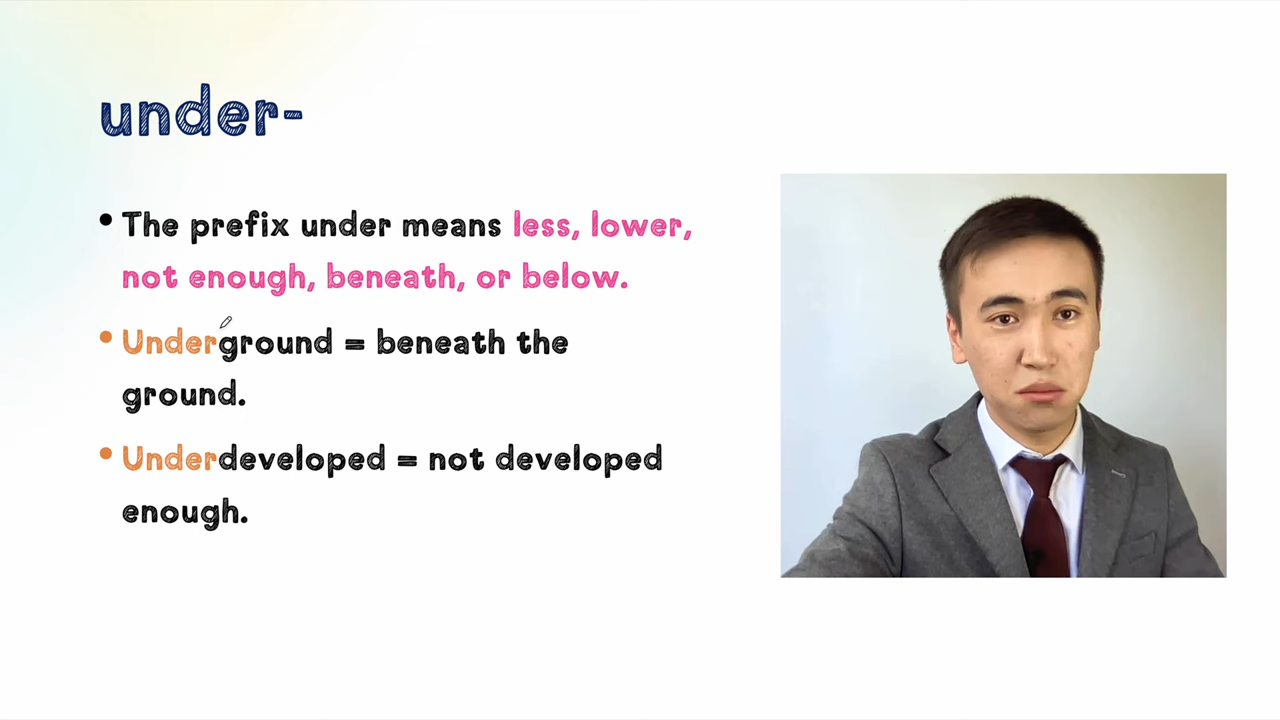 under-
• The prefix under means less, lower,
not enough, beneath, or below.
• Underground = beneath the
ground.
• Underdeveloped = not developed
enough.